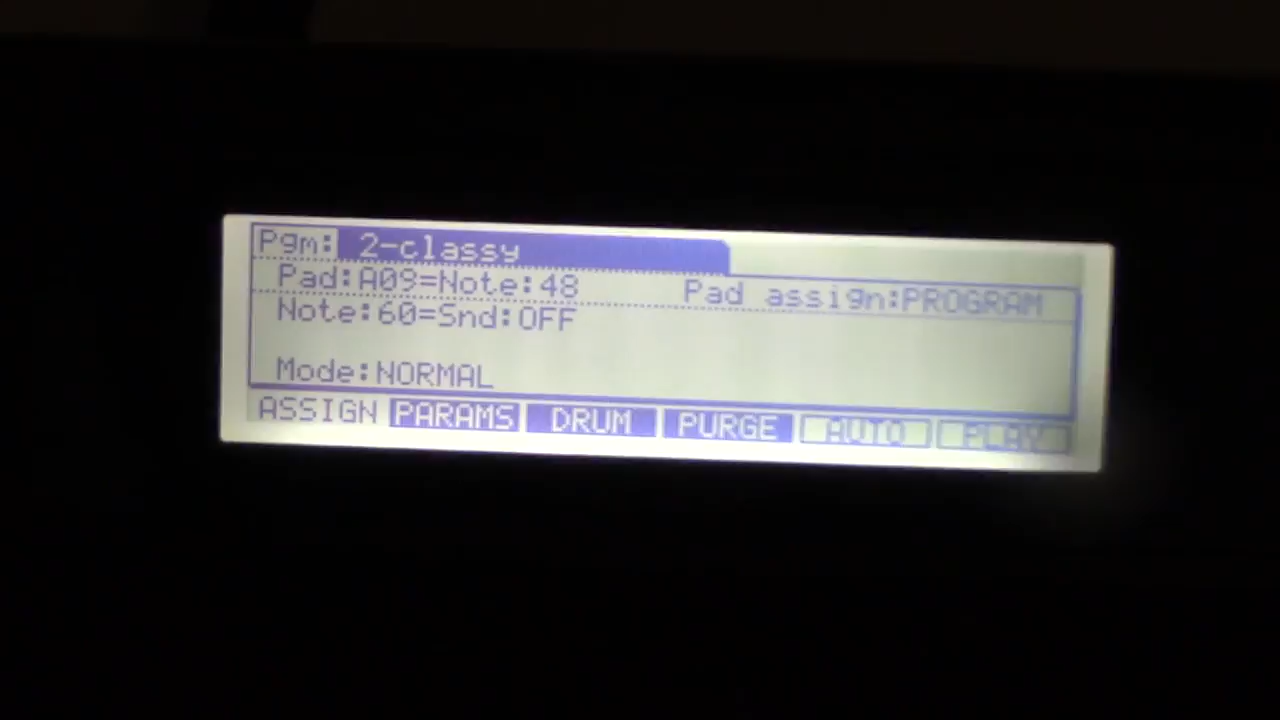 Pgm: 2-classy
Pad:A09=Note:48 Pad assign:PROGRAM
Note:60=Snd:OFF
Mode:NORMAL
ASSIGN PARAMS DRUM PURGE AUTO PLAY